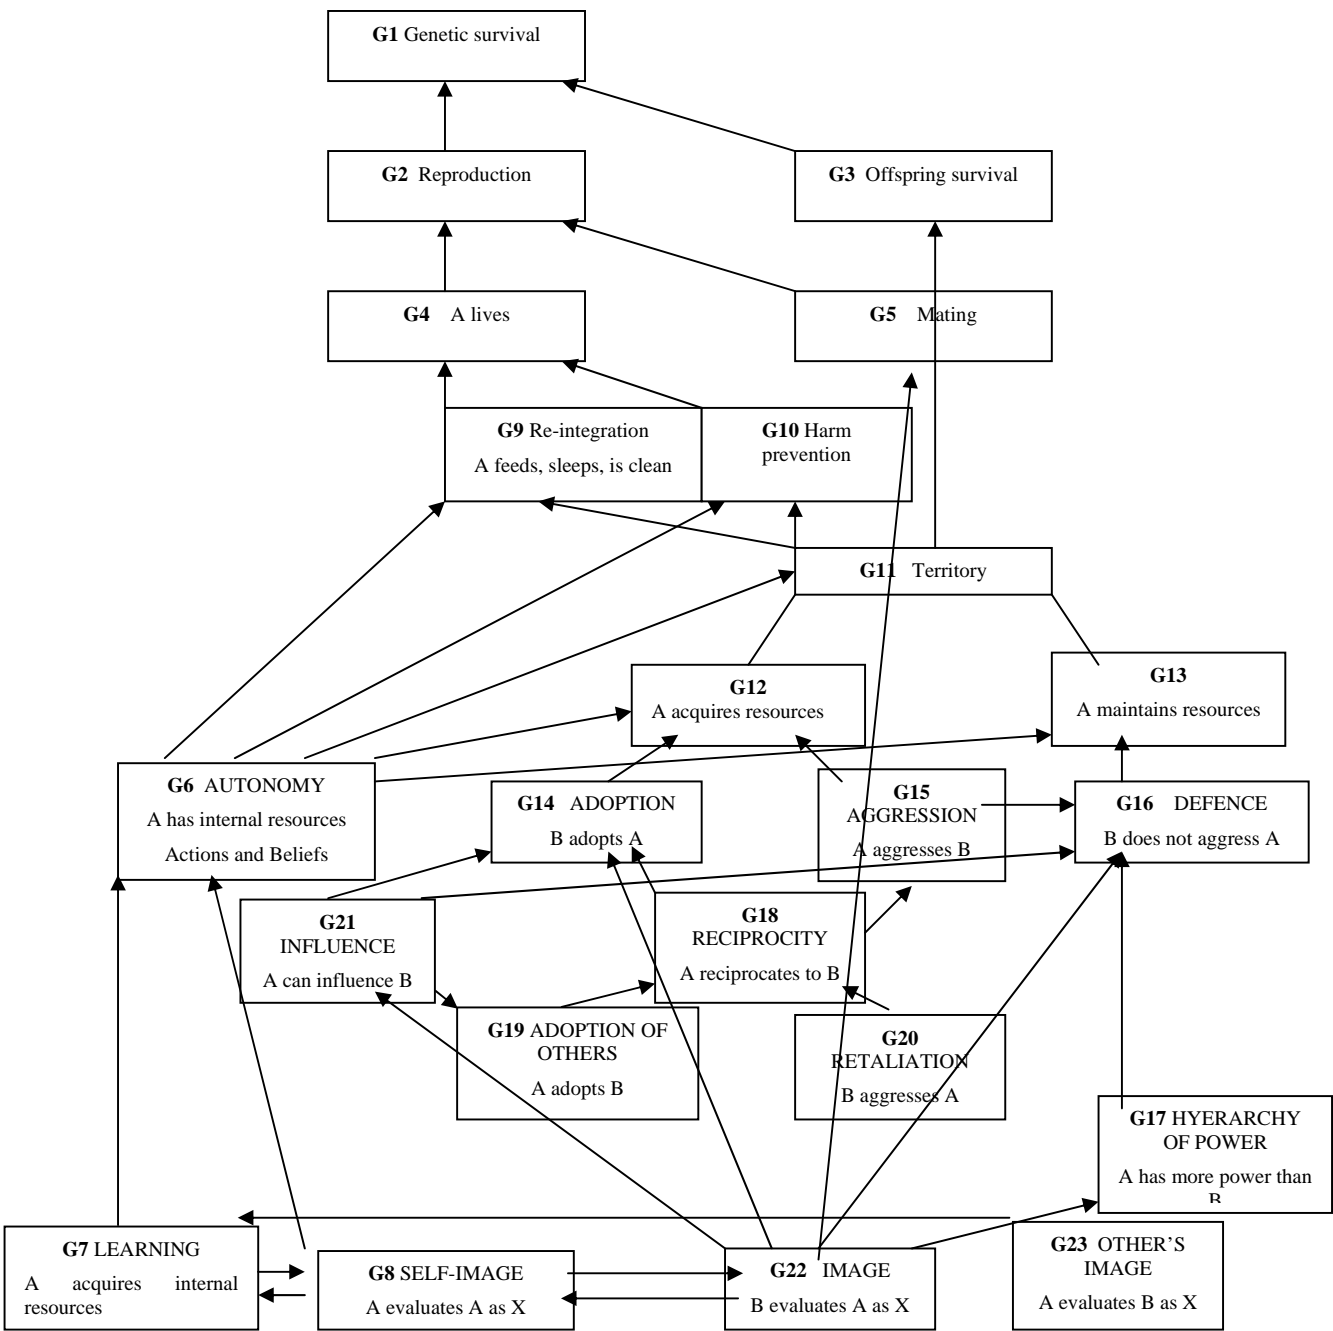 G1 Genetic survival
G2 Reproduction
G3 Offspring survival
G4 A lives
G5 Mating
G9 Re-integration
A feeds, sleeps, is clean
G10 Harm
prevention
G11 Territory
G12
A acquires resources
G13
A maintains resources
G6 AUTONOMY
A has internal resources
Actions and Beliefs
G14 ADOPTION
B adopts A
G15
AGGRESSION
A aggresses B
G16 DEFENCE
B does not aggress A
G21
INFLUENCE
A can influence B
G18
RECIPROCITY
A reciprocates to B
G19 ADOPTION OF
OTHERS
A adopts B
G20
RETALIATION
B aggresses A
G17 HYERARCHY
OF POWER
A has more power than
B
G7 LEARNING
A acquires internal
resources
G8 SELF-IMAGE
A evaluates A as X
G22 IMAGE
B evaluates A as X
G23 OTHER'S
IMAGE
A evaluates B as X